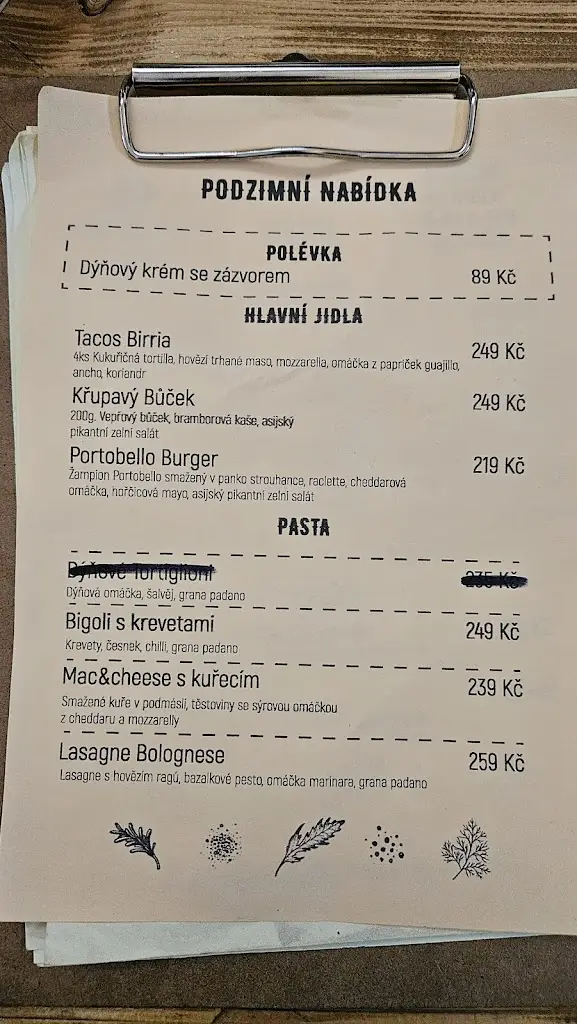 PODZIMNÍ NABÍDKA
POLÉVKA
Dýňový krém se zázvorem 89 Kč
HLAVNÍ JIDLA
Tacos Birria 249 Kč
4ks Kukuřičná tortilla, hovězí trhané maso, mozzarella, omáčka z papriček guajillo,
ancho, koriandr
Křupavý Bůček 249 Kč
200g. Vepřový bůček, bramborová kaše, asijský
pikantní zelní salát
Portobello Burger 219 Kč
Žampion Portobello smažený v panko strouhance, raclette, cheddarová
omáčka, hořčicová mayo, asijský pikantní zelní salát
PASTA
Dýňové Tortiglioni 235 Kč
Dýňová omáčka, šalvěj, grana padano
Bigoli s krevetami 249 Kč
Krevety, česnek, chilli, grana padano
Mac&cheese s kuřecím 239 Kč
Smažené kuře v podmáslí, těstoviny se sýrovou omáčkou
z cheddaru a mozzarelly
Lasagne Bolognese 259 Kč
Lasagne s hovězím ragú, bazalkové pesto, omáčka marinara, grana padano